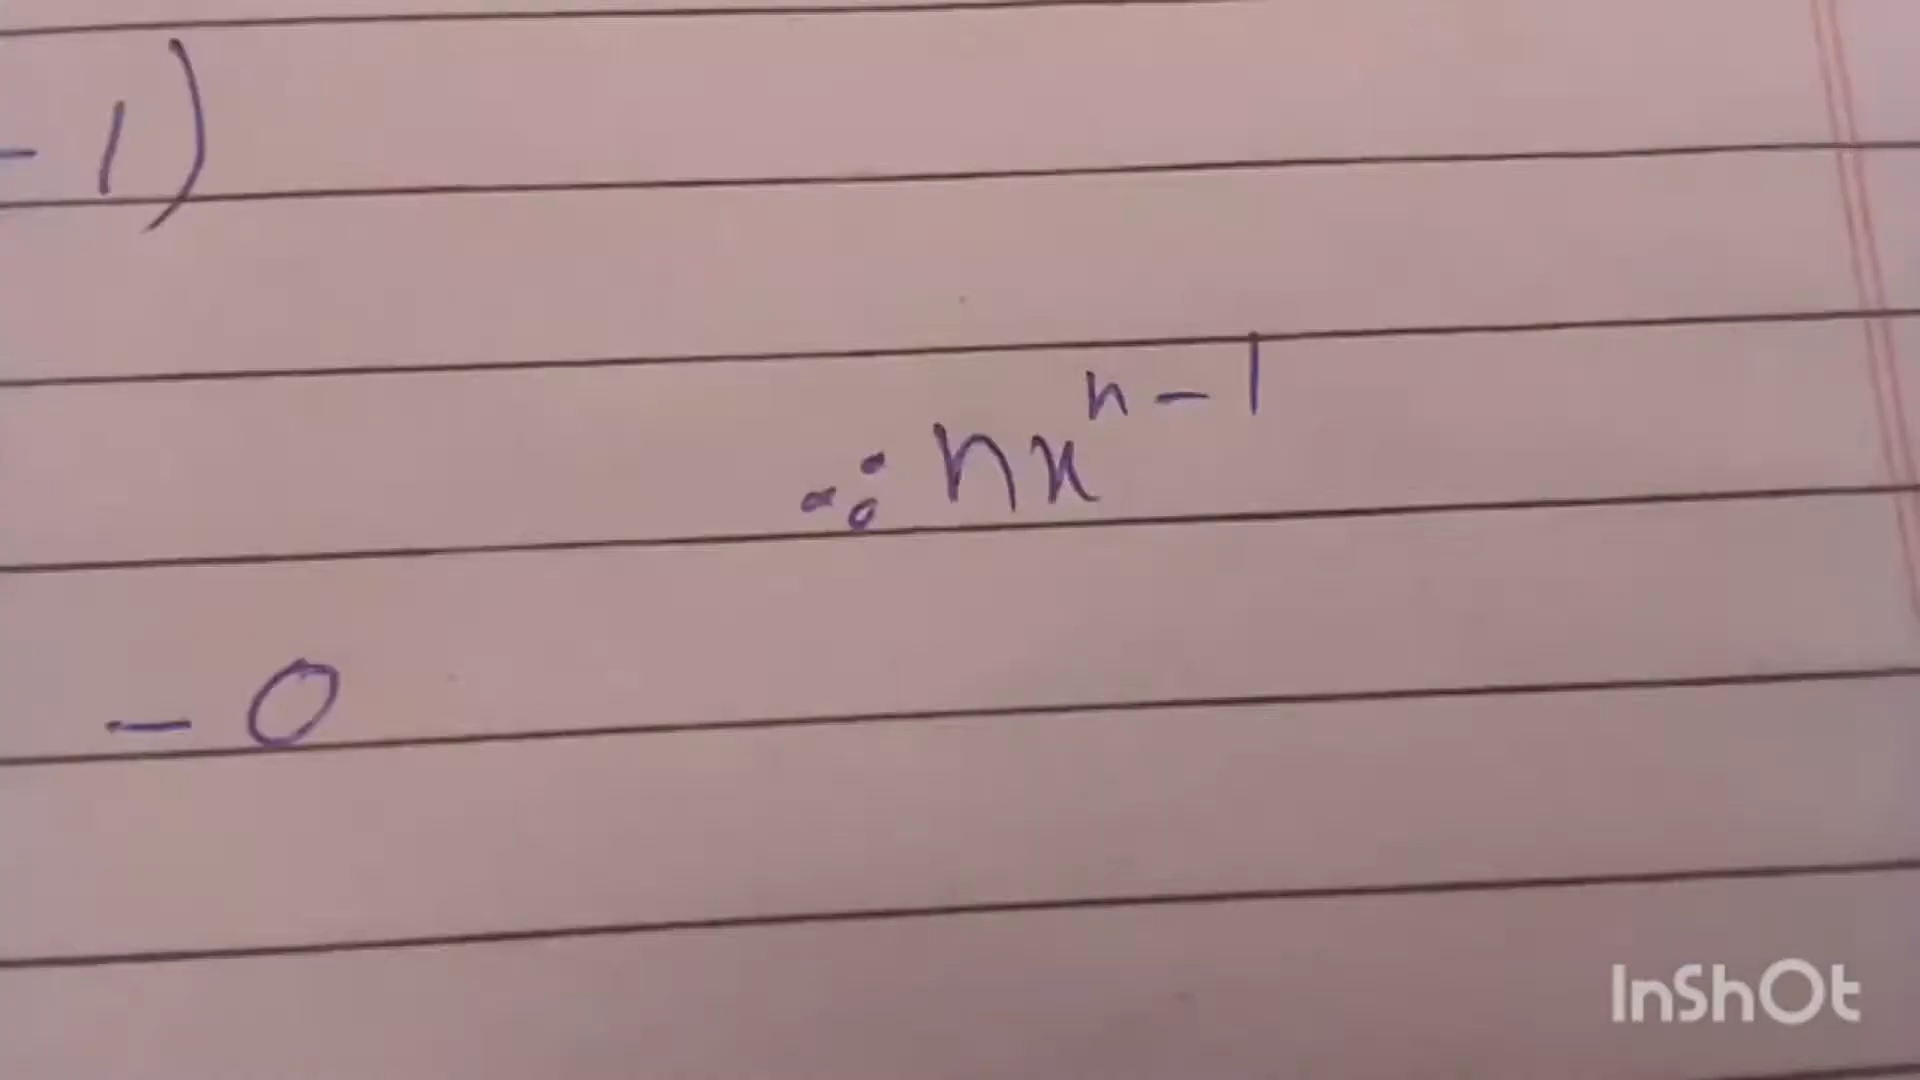 - 1)
∵ nx^{n-1}
- 0
InShOt